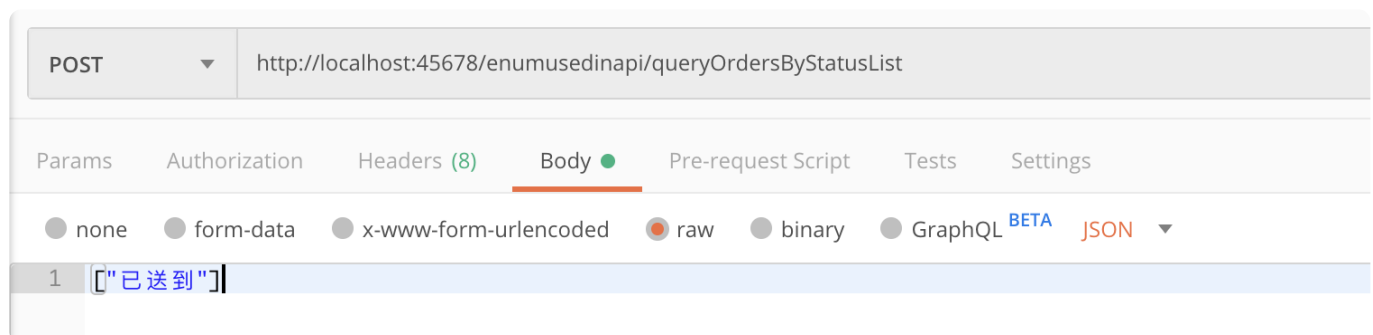 POST http://localhost:45678/enumusedinapi/queryOrdersByStatusList
Params Authorization Headers (8) Body Pre-request Script Tests Settings
none form-data x-www-form-urlencoded raw binary GraphQL BETA JSON
1 ["已送到"]